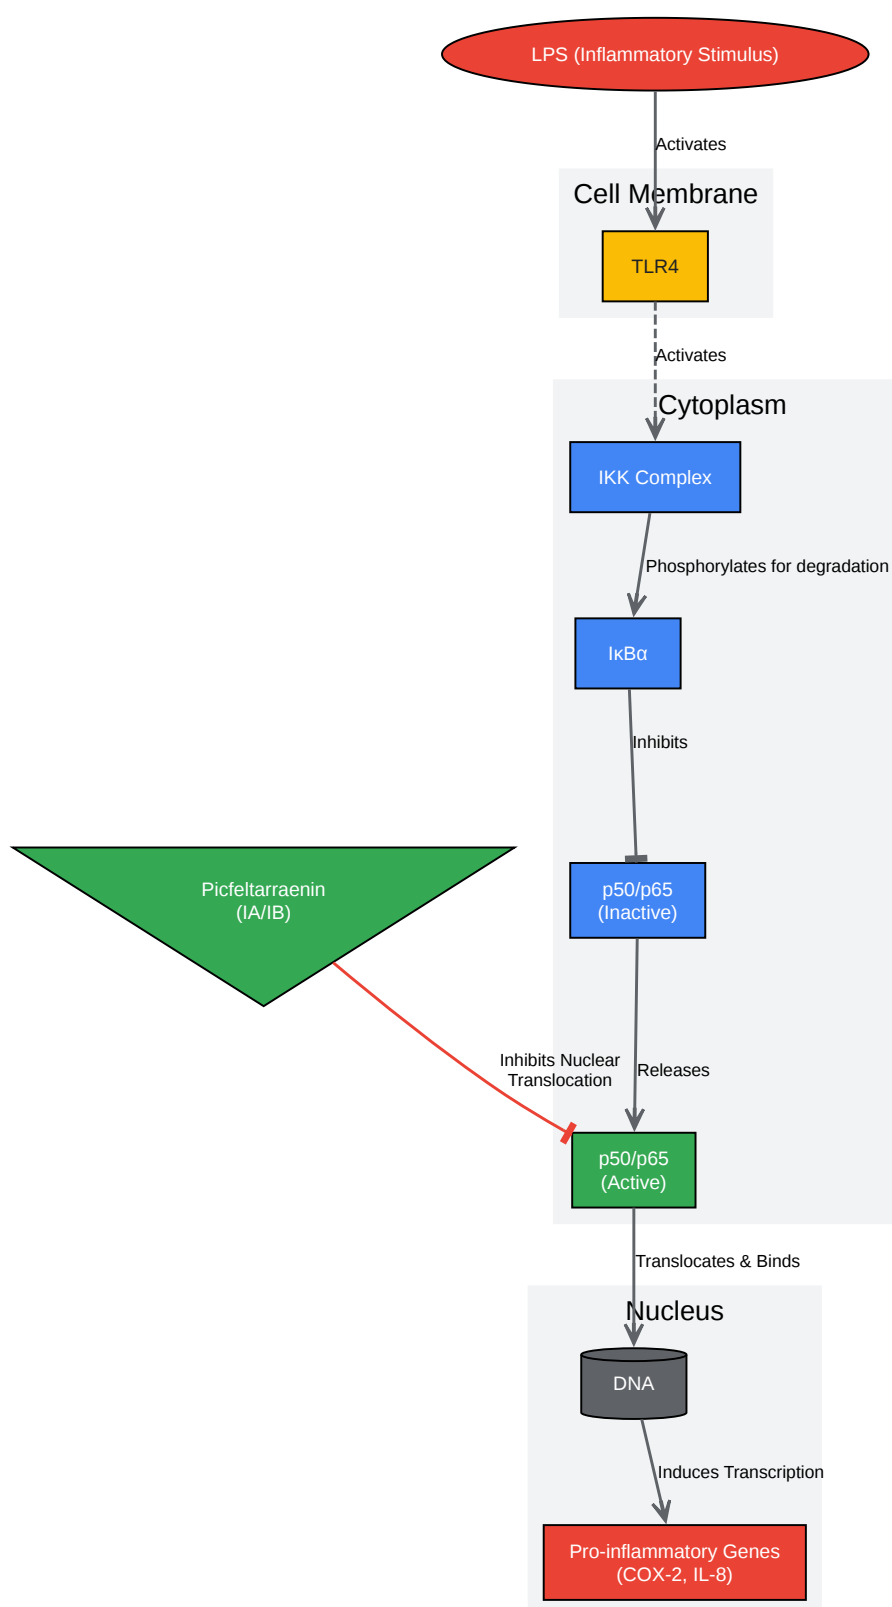 LPS (Inflammatory Stimulus)
Activates
Cell Membrane
TLR4
Activates
Cytoplasm
IKK Complex
Phosphorylates for degradation
IκBα
Inhibits
Picfeltarraenin
(IA/IB)
p50/p65
(Inactive)
Inhibits Nuclear
Translocation
Releases
p50/p65
(Active)
Translocates & Binds
Nucleus
DNA
Induces Transcription
Pro-inflammatory Genes
(COX-2, IL-8)